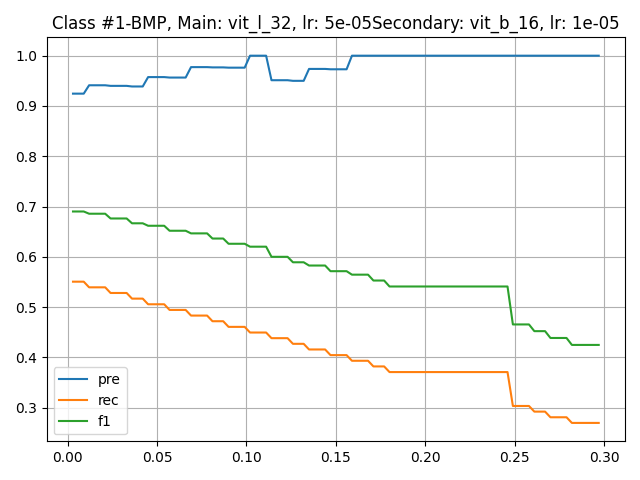 Class #1-BMP, Main: vit_l_32, lr: 5e-05Secondary: vit_b_16, lr: 1e-05
1.0
0.9
0.8
0.7
0.6
0.5
0.4
0.3
pre
rec
f1
0.00 0.05 0.10 0.15 0.20 0.25 0.30